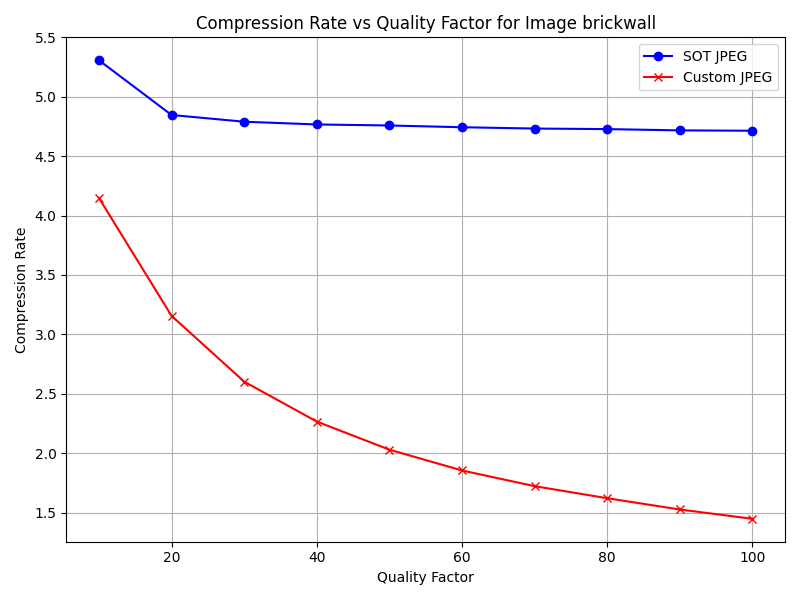 Compression Rate vs Quality Factor for Image brickwall
SOT JPEG
Custom JPEG
Compression Rate
5.5
5.0
4.5
4.0
3.5
3.0
2.5
2.0
1.5
20 40 60 80 100
Quality Factor